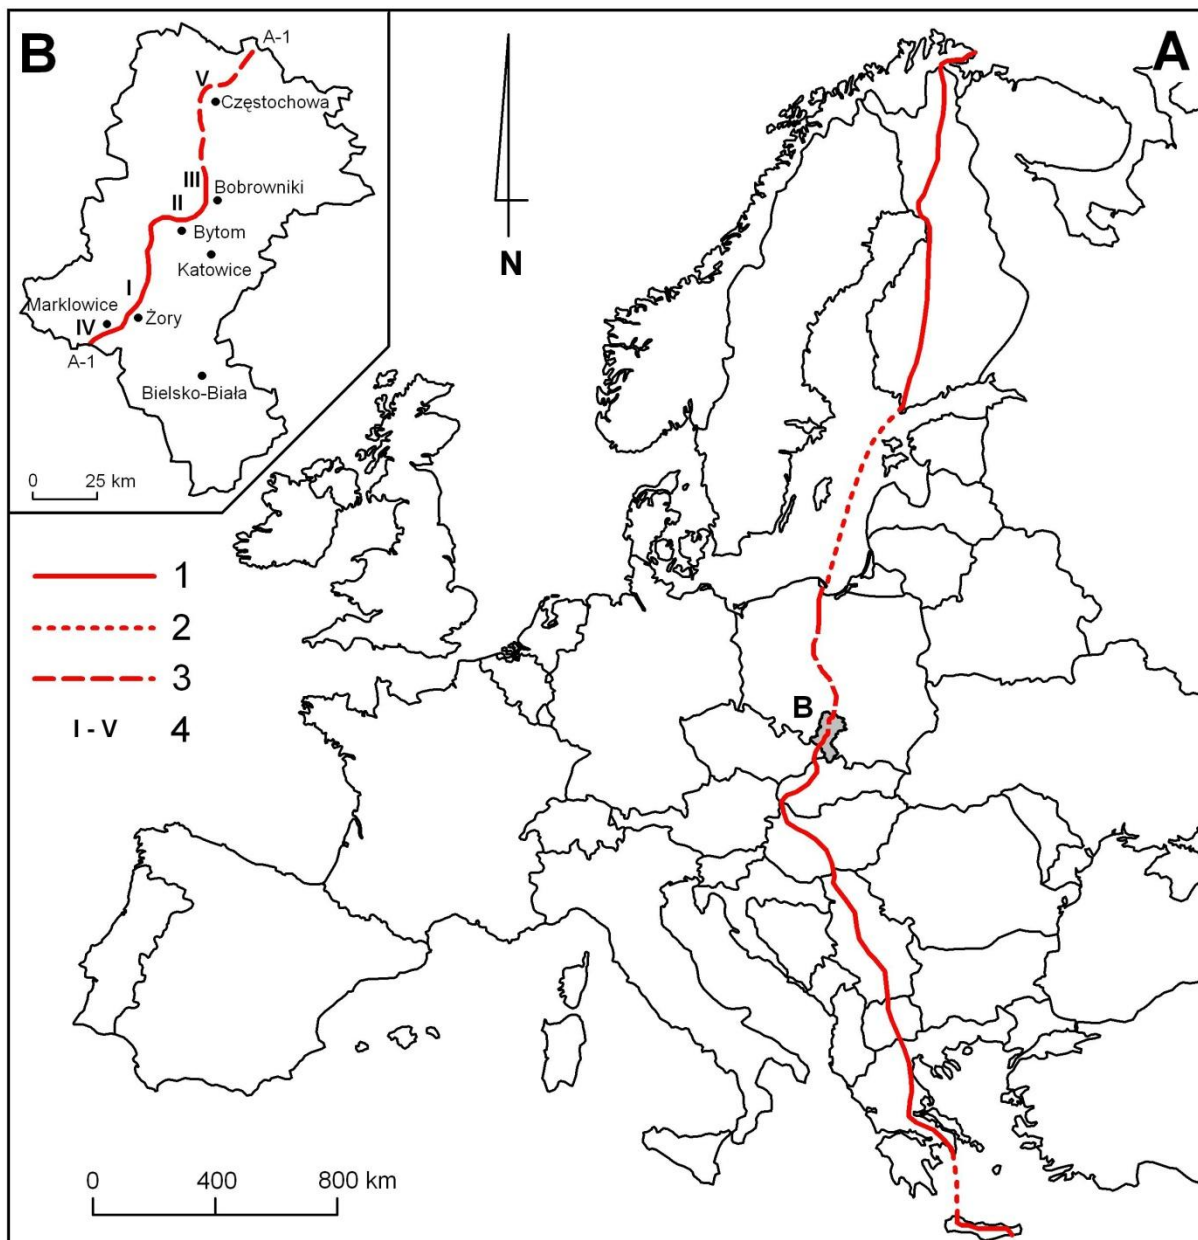 B
A-1
V
Częstochowa
III
Bobrowniki
II
Bytom
Katowice
I
Marklowice
IV
Żory
A-1
Bielsko-Biała
0 25 km
N
A
1
2
3
I - V 4
B
0 400 800 km